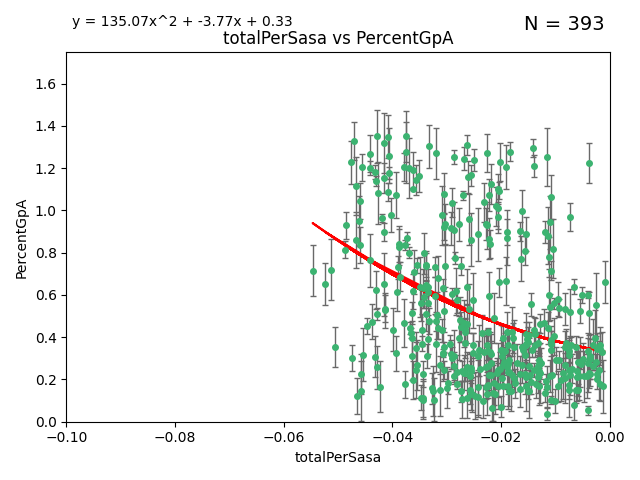 y = 135.07x^2 + -3.77x + 0.33
N = 393
totalPerSasa vs PercentGpA
PercentGpA
1.6
1.4
1.2
1.0
0.8
0.6
0.4
0.2
0.0
−0.10 −0.08 −0.06 −0.04 −0.02 0.00
totalPerSasa